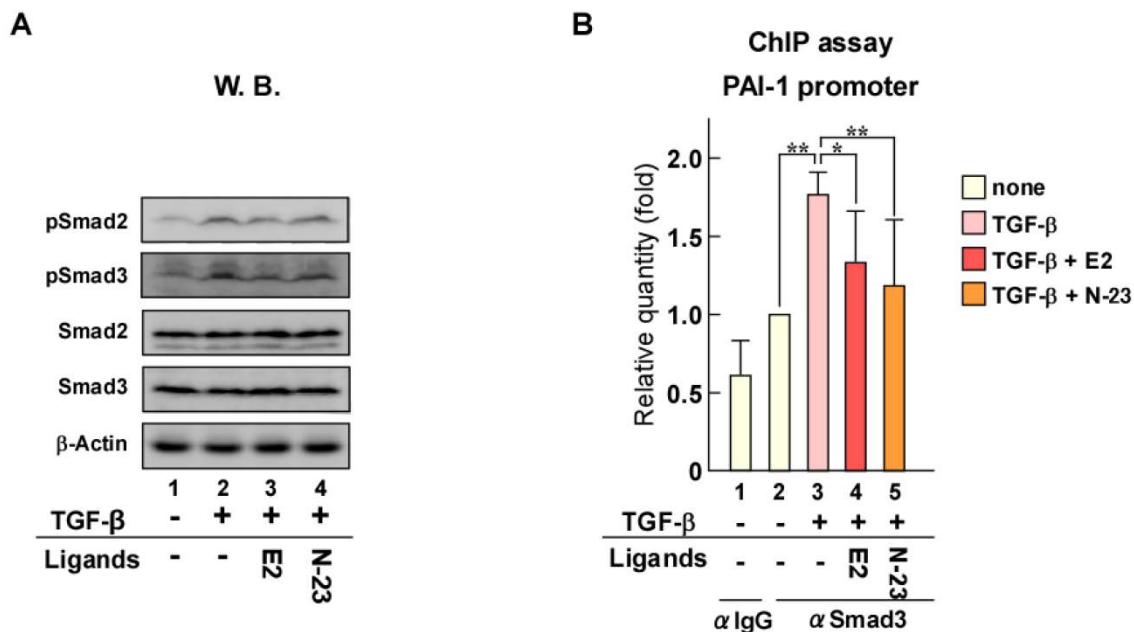 A
W. B.
pSmad2
pSmad3
Smad2
Smad3
β-Actin
1 2 3 4
TGF-β - + + +
Ligands - - E2 N-23
B
ChIP assay
PAI-1 promoter
Relative quantity (fold)
2.0
1.5
1.0
0.5
0
** * **
none
TGF-β
TGF-β + E2
TGF-β + N-23
1 2 3 4 5
TGF-β - - + + +
Ligands - - - E2 N-23
α IgG α Smad3